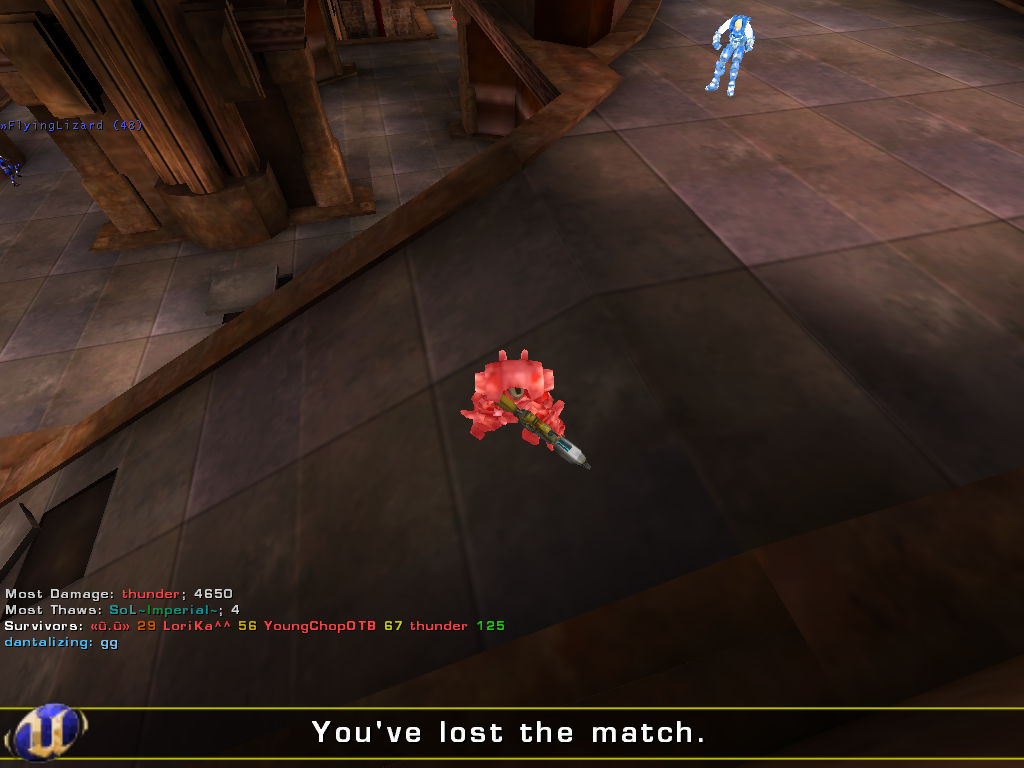 »FlyingLizard (48)
Most Damage: thunder; 4650
Most Thaws: SoL~Imperial~; 4
Survivors: «ü.ü» 29 LoriKa^^ 56 YoungChopDTB 67 thunder 125
dantalizing: gg
You've lost the match.